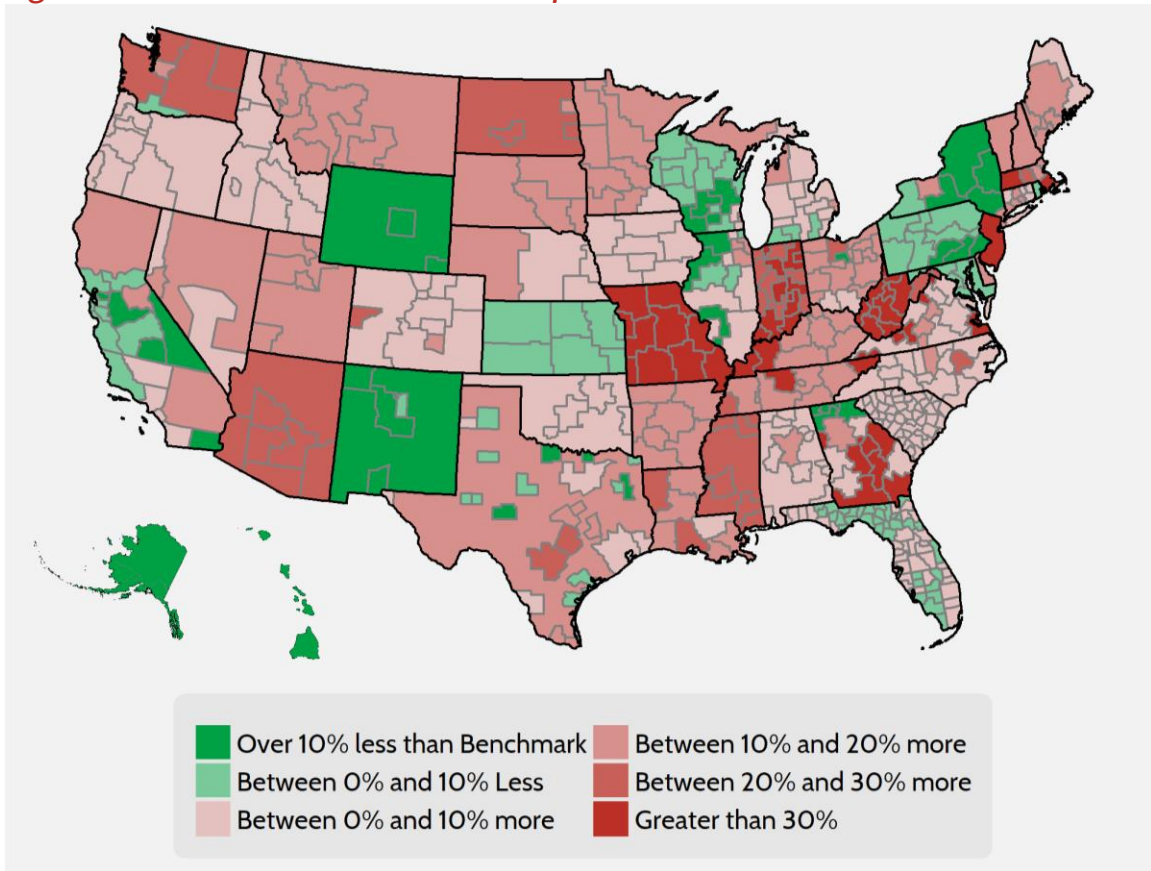 Over 10% less than Benchmark
Between 0% and 10% Less
Between 0% and 10% more
Between 10% and 20% more
Between 20% and 30% more
Greater than 30%